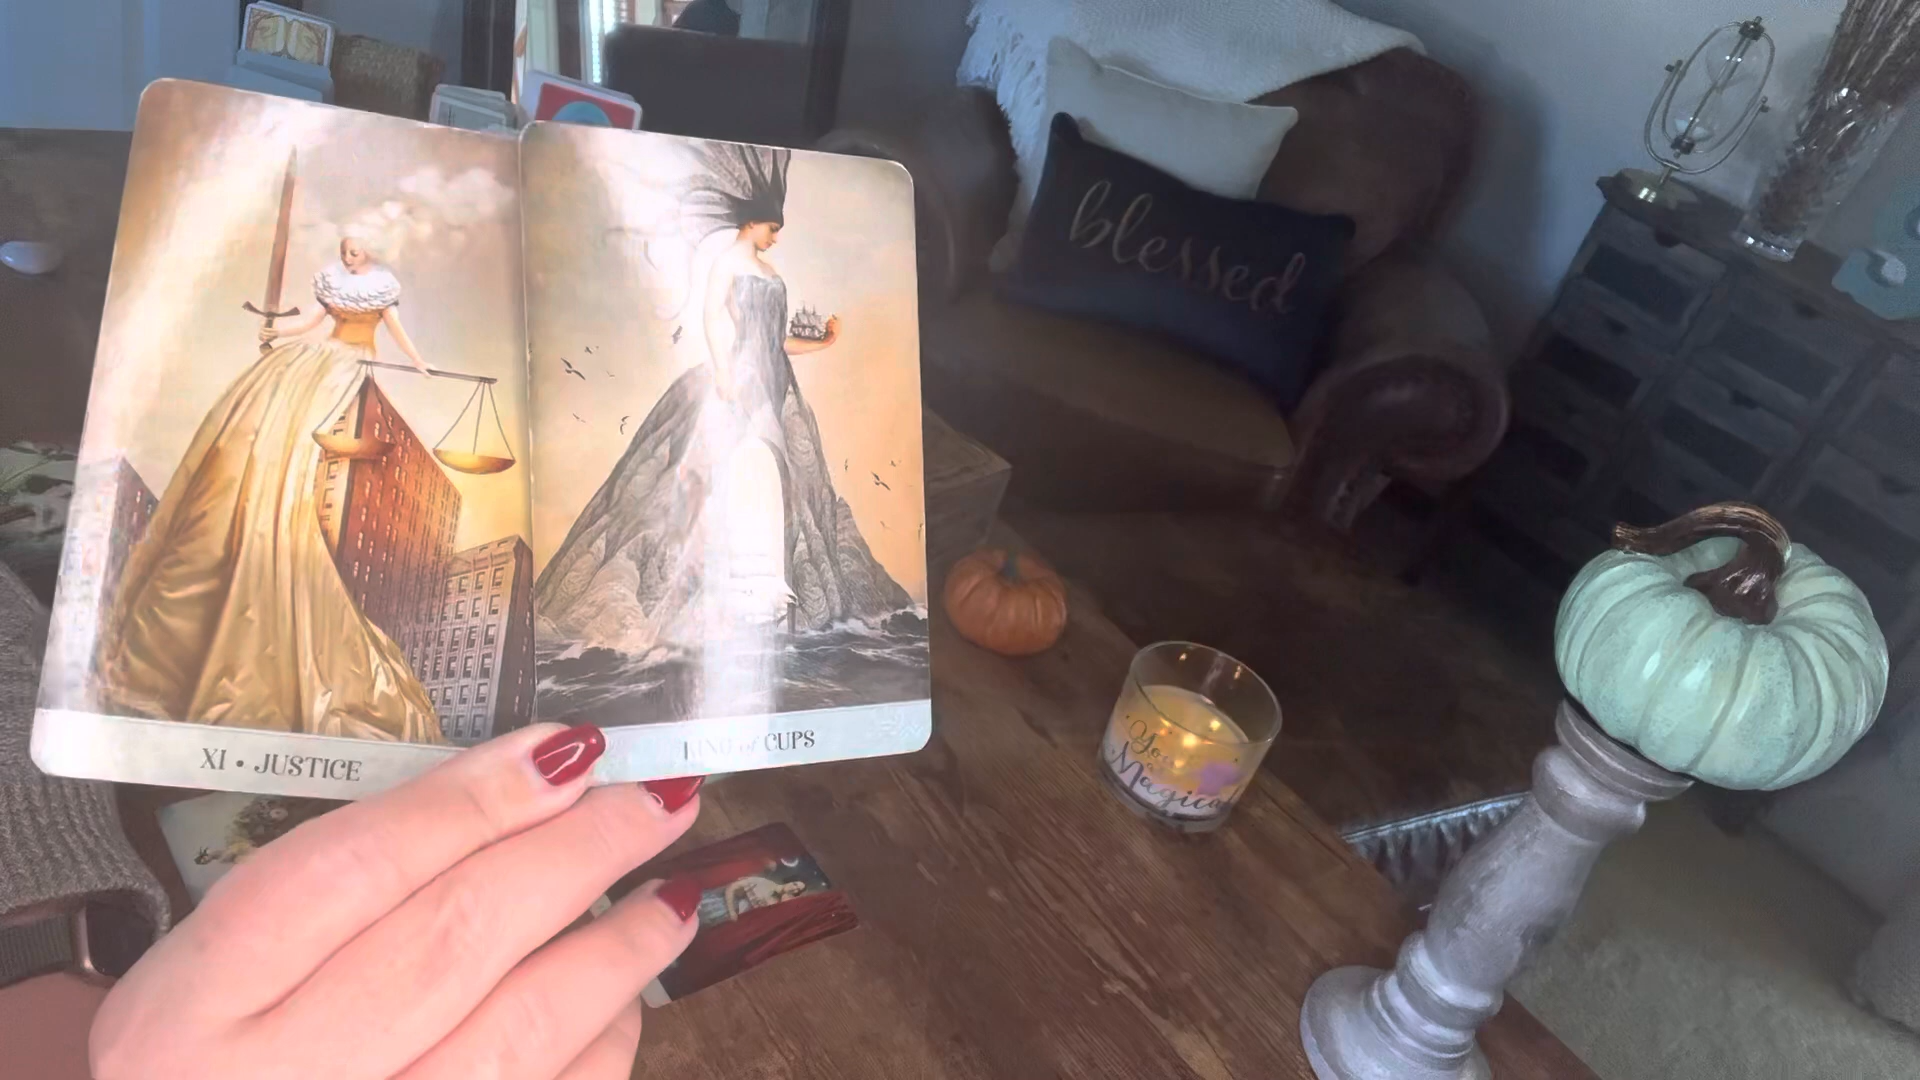 blessed
XI • JUSTICE
KING of CUPS
You
Magical